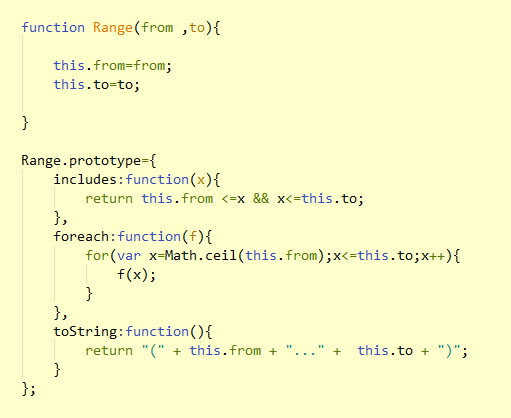 function Range(from ,to){
this.from=from;
this.to=to;
}
Range.prototype={
includes:function(x){
return this.from <=x && x<=this.to;
},
foreach:function(f){
for(var x=Math.ceil(this.from);x<=this.to;x++){
f(x);
}
},
toString:function(){
return "(" + this.from + "..." +  this.to + ")";
}
};